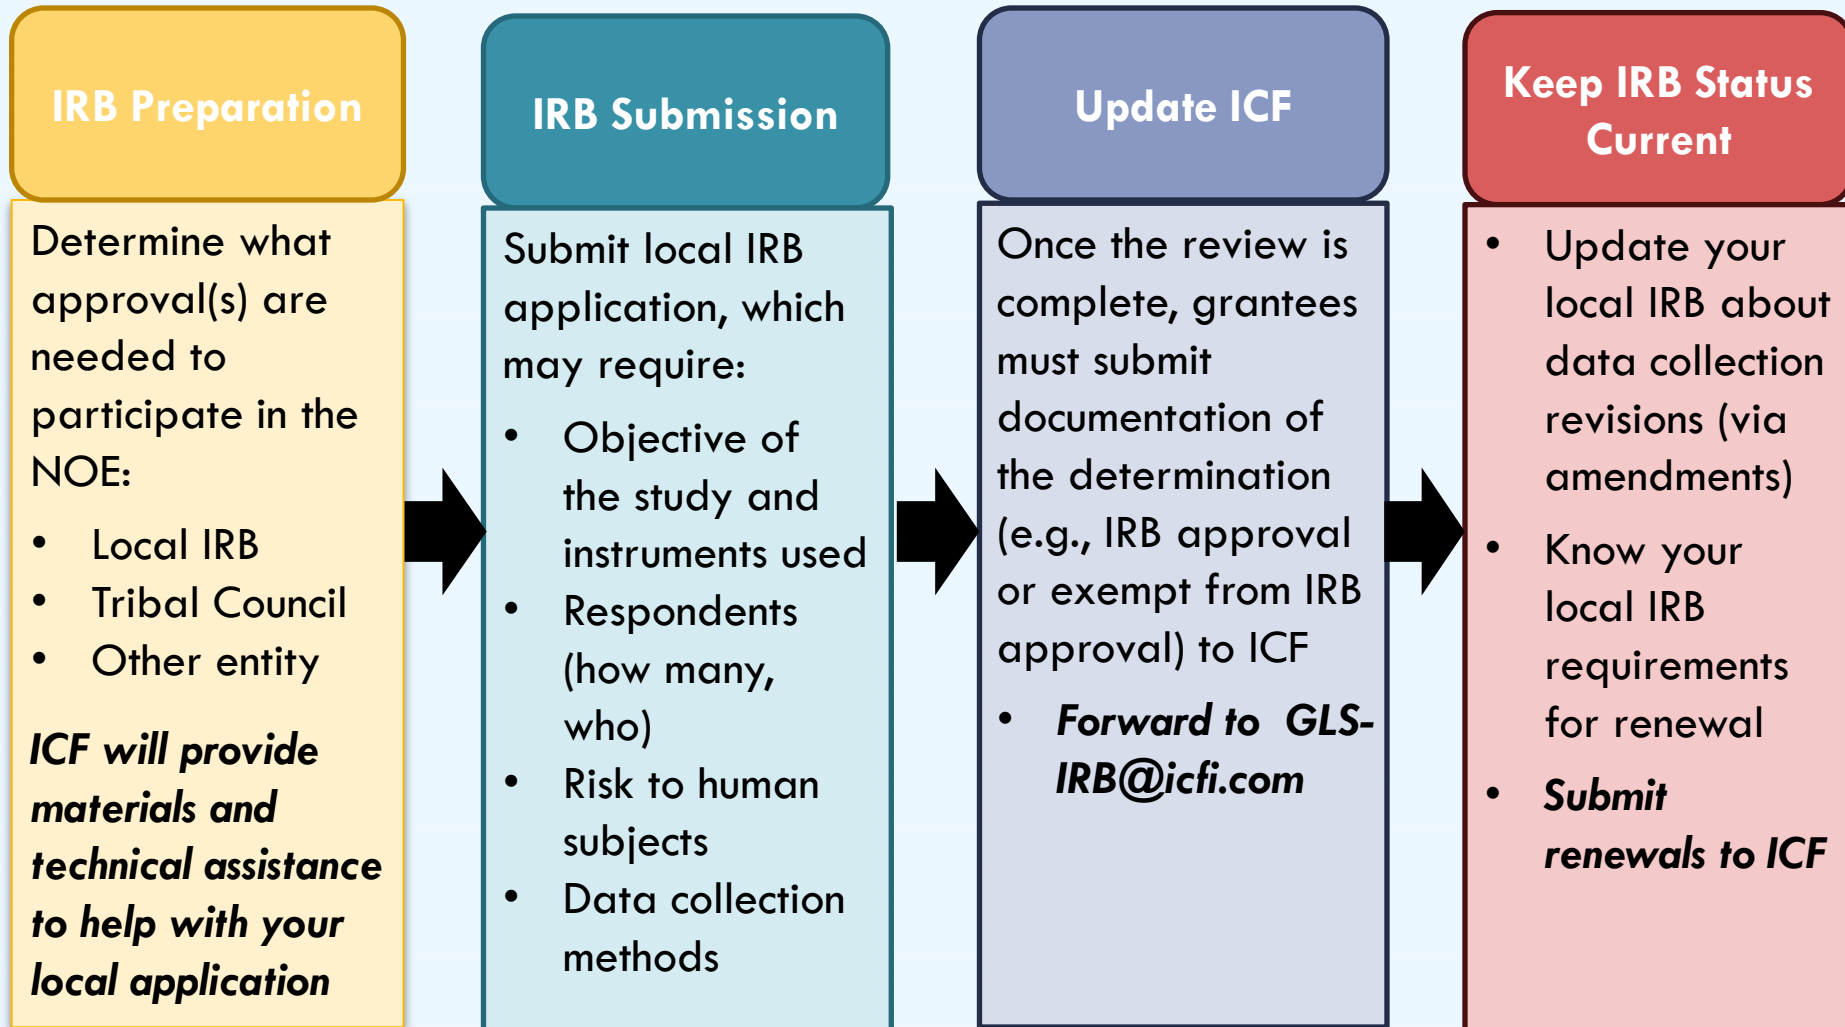 IRB Preparation
Determine what
approval(s) are
needed to
participate in the
NOE:
• Local IRB
• Tribal Council
• Other entity
ICF will provide
materials and
technical assistance
to help with your
local application
IRB Submission
Submit local IRB
application, which
may require:
• Objective of
the study and
instruments used
• Respondents
(how many,
who)
• Risk to human
subjects
• Data collection
methods
Update ICF
Once the review is
complete, grantees
must submit
documentation of
the determination
(e.g., IRB approval
or exempt from IRB
approval) to ICF
• Forward to GLS-
IRB@icfi.com
Keep IRB Status
Current
• Update your
local IRB about
data collection
revisions (via
amendments)
• Know your
local IRB
requirements
for renewal
• Submit
renewals to ICF